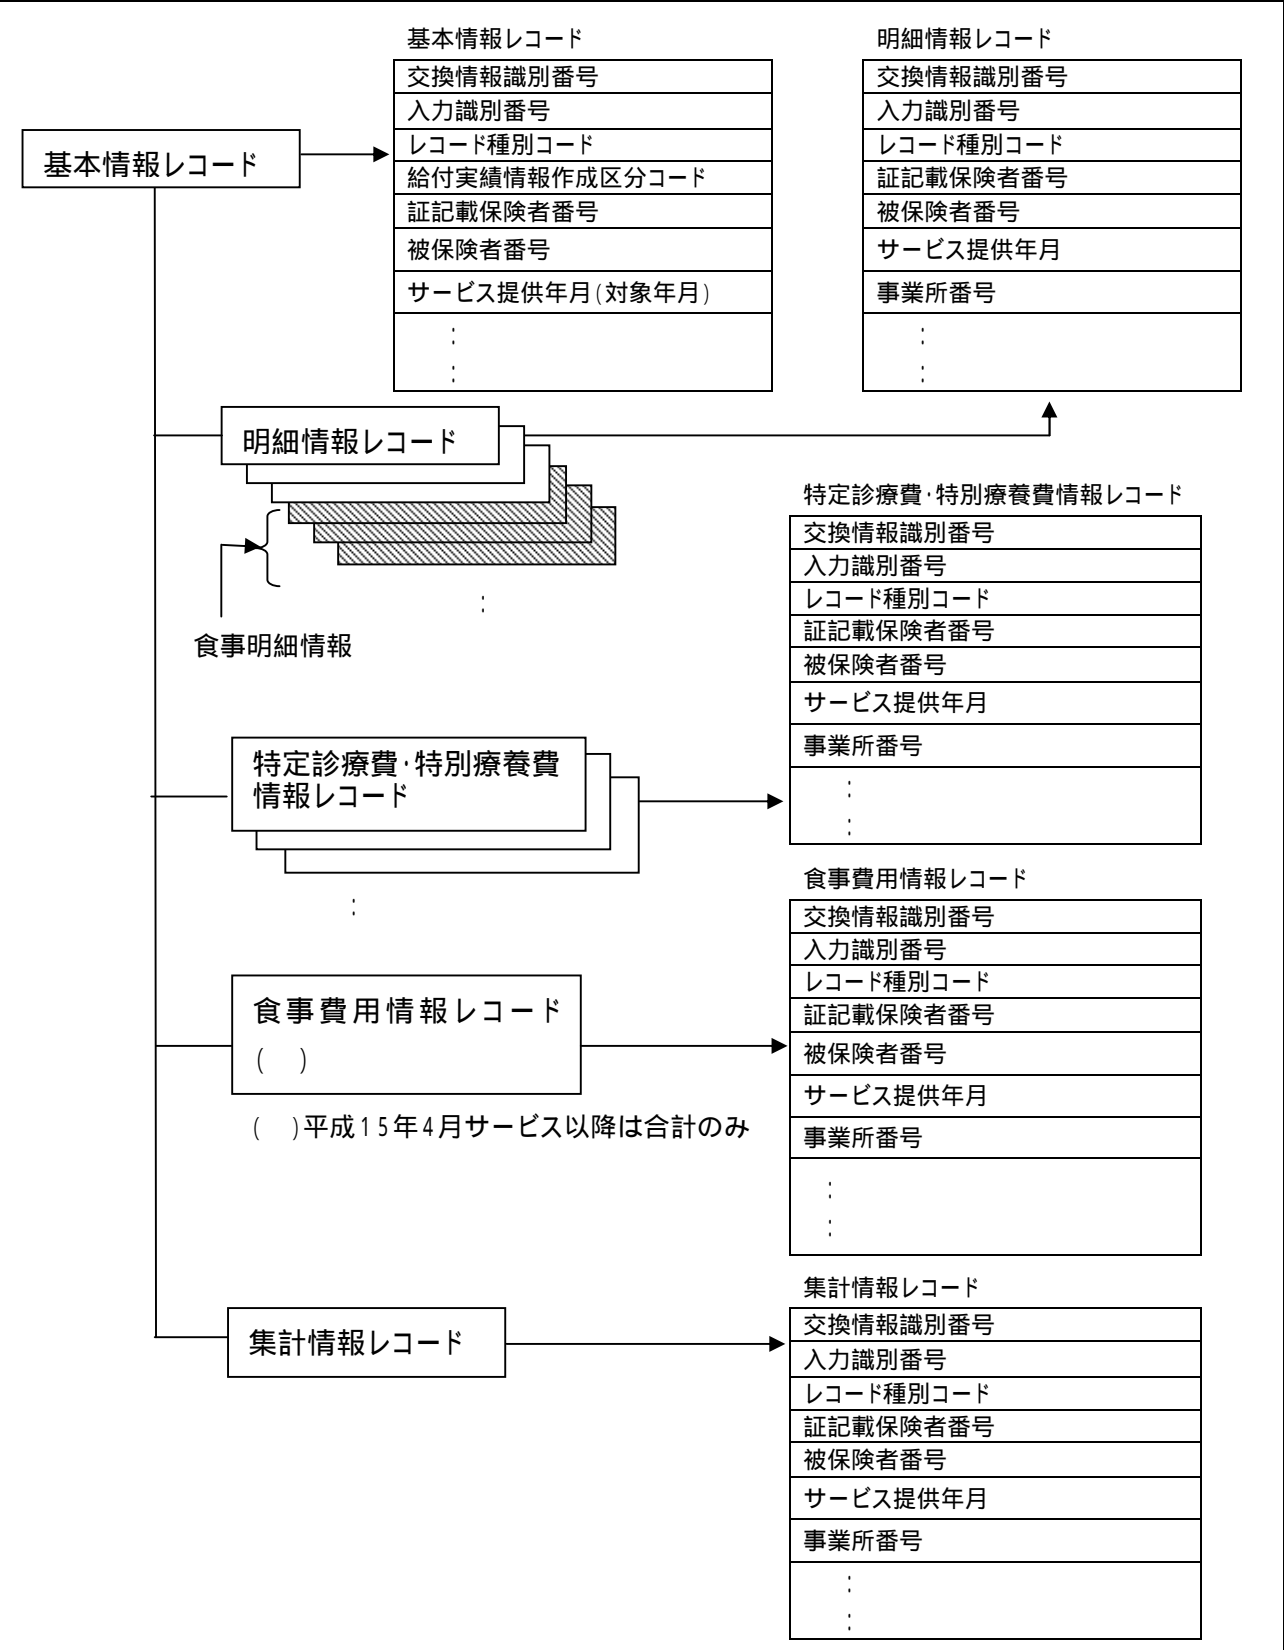 基本情報レコード
基本情報レコード
交換情報識別番号
入力識別番号
レコード種別コード
給付実績情報作成区分コード
証記載保険者番号
被保険者番号
サービス提供年月(対象年月)
:
:
明細情報レコード
交換情報識別番号
入力識別番号
レコード種別コード
証記載保険者番号
被保険者番号
サービス提供年月
事業所番号
:
:
明細情報レコード
:
食事明細情報
特定診療費・特別療養費情報レコード
交換情報識別番号
入力識別番号
レコード種別コード
証記載保険者番号
被保険者番号
サービス提供年月
事業所番号
:
:
特定診療費・特別療養費
情報レコード
:
食事費用情報レコード
交換情報識別番号
入力識別番号
レコード種別コード
証記載保険者番号
被保険者番号
サービス提供年月
事業所番号
:
:
食事費用情報レコード
(　)
(　)平成15年4月サービス以降は合計のみ
集計情報レコード
交換情報識別番号
入力識別番号
レコード種別コード
証記載保険者番号
被保険者番号
サービス提供年月
事業所番号
:
:
集計情報レコード